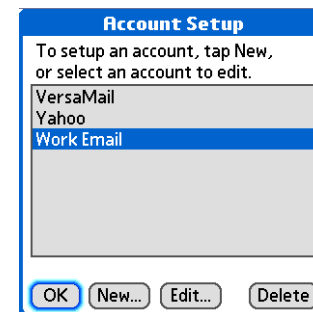 Account Setup
To setup an account, tap New,
or select an account to edit.
VersaMail
Yahoo
Work Email
OK New... Edit... Delete